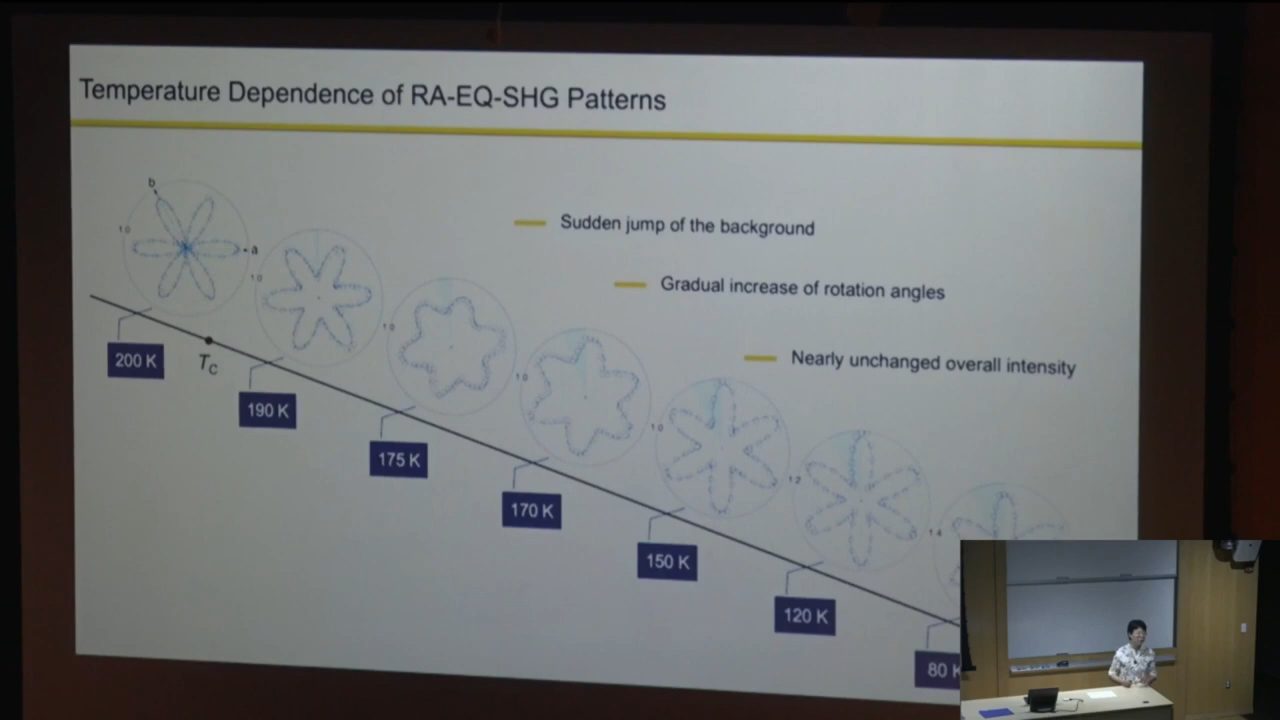 Temperature Dependence of RA-EQ-SHG Patterns
b
1.0
a
1.0
1.0
1.0
1.0
1.2
1.4
Sudden jump of the background
Gradual increase of rotation angles
Nearly unchanged overall intensity
200 K
T_C
190 K
175 K
170 K
150 K
120 K
80 K